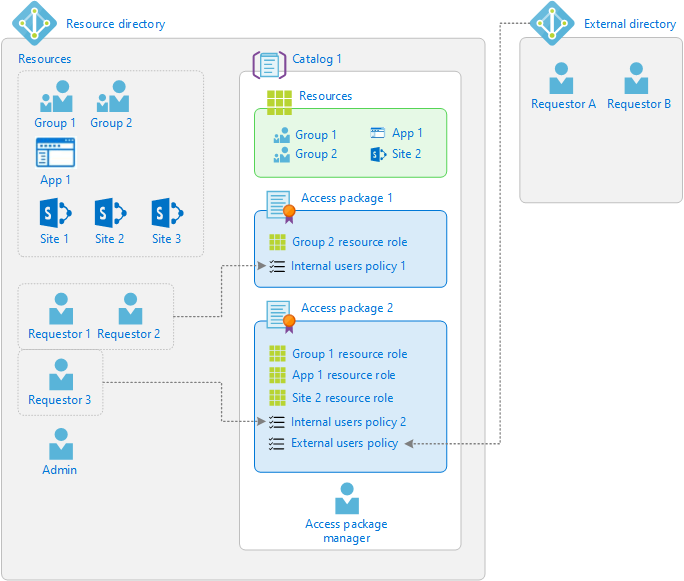 Resource directory
External directory
Resources
Group 1
Group 2
App 1
Site 1
Site 2
Site 3
Requestor 1
Requestor 2
Requestor 3
Admin
Catalog 1
Resources
Group 1
App 1
Group 2
Site 2
Access package 1
Group 2 resource role
Internal users policy 1
Access package 2
Group 1 resource role
App 1 resource role
Site 2 resource role
Internal users policy 2
External users policy
Access package
manager
Requestor A
Requestor B